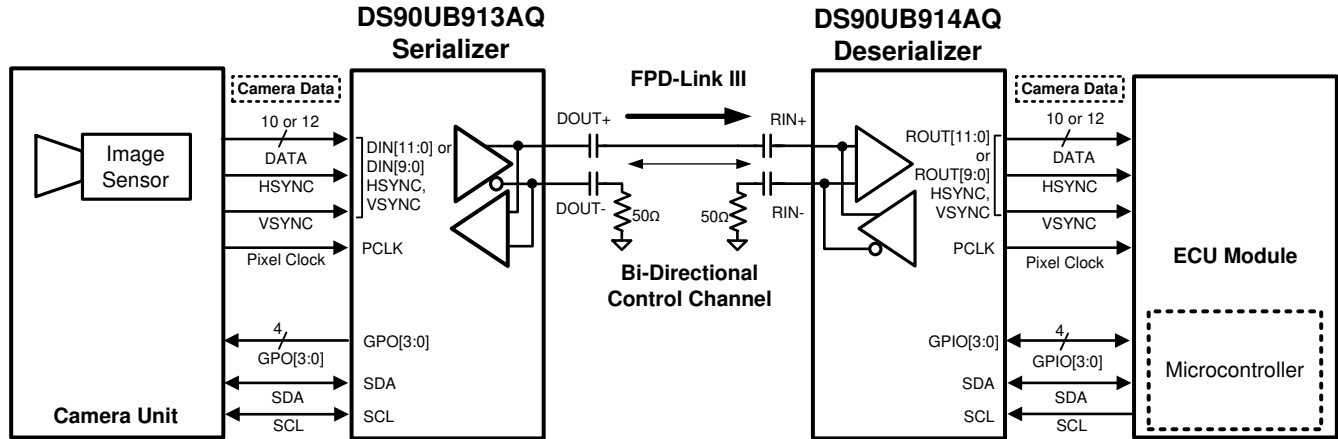 DS90UB913AQ
Serializer
DS90UB914AQ
Deserializer
Camera Data
10 or 12
DATA
HSYNC
VSYNC
Pixel Clock
4
GPO[3:0]
SDA
SCL
Image
Sensor
Camera Unit
DIN[11:0] or
DIN[9:0]
HSYNC,
VSYNC
PCLK
GPO[3:0]
SDA
SCL
FPD-Link III
DOUT+
RIN+
DOUT-
50Ω
50Ω
RIN-
Bi-Directional
Control Channel
ROUT[11:0]
or
ROUT[9:0]
HSYNC,
VSYNC
PCLK
GPIO[3:0]
SDA
SCL
Camera Data
10 or 12
DATA
HSYNC
VSYNC
Pixel Clock
4
GPIO[3:0]
SDA
SCL
ECU Module
Microcontroller